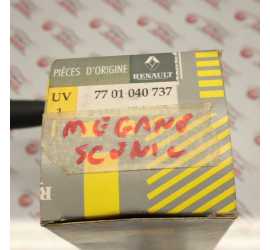 PIÈCES D'ORIGINE
RENAULT
UV 77 01 040 737
MEGANE
SCENIC
R